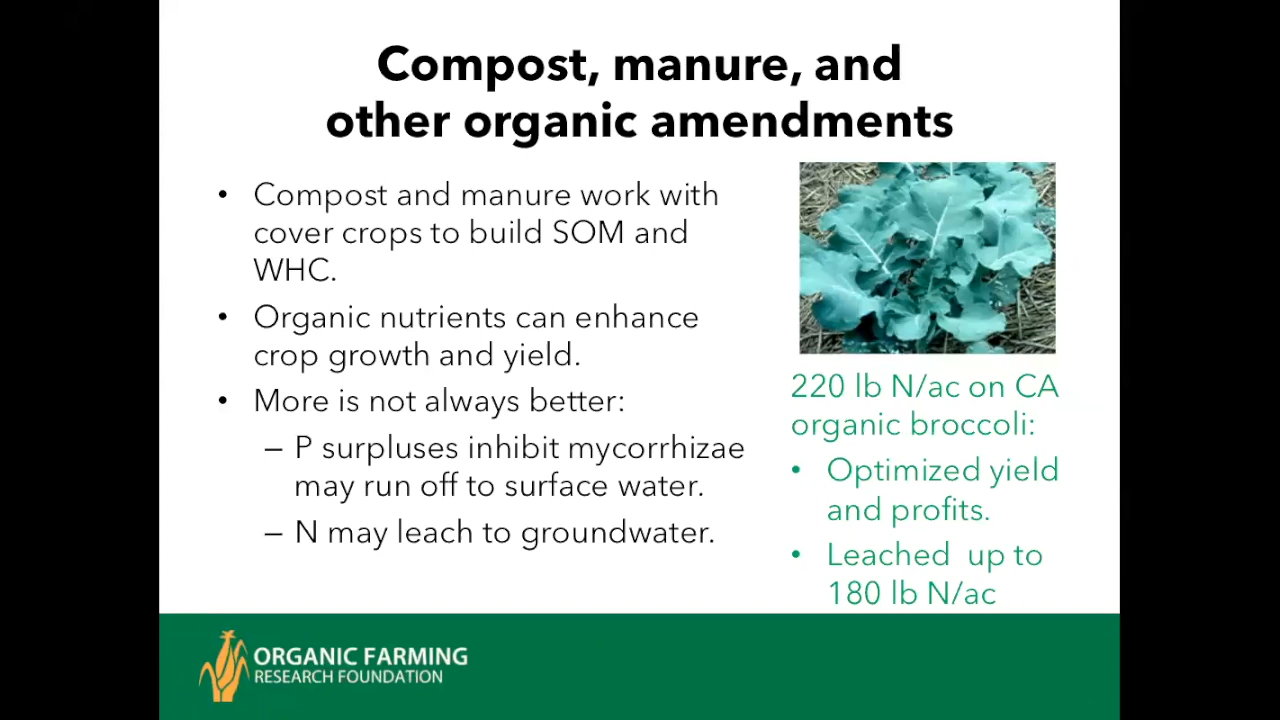 Compost, manure, and
other organic amendments
• Compost and manure work with
cover crops to build SOM and
WHC.
• Organic nutrients can enhance
crop growth and yield.
• More is not always better:
– P surpluses inhibit mycorrhizae
may run off to surface water.
– N may leach to groundwater.
220 lb N/ac on CA
organic broccoli:
• Optimized yield
and profits.
• Leached up to
180 lb N/ac
ORGANIC FARMING
RESEARCH FOUNDATION